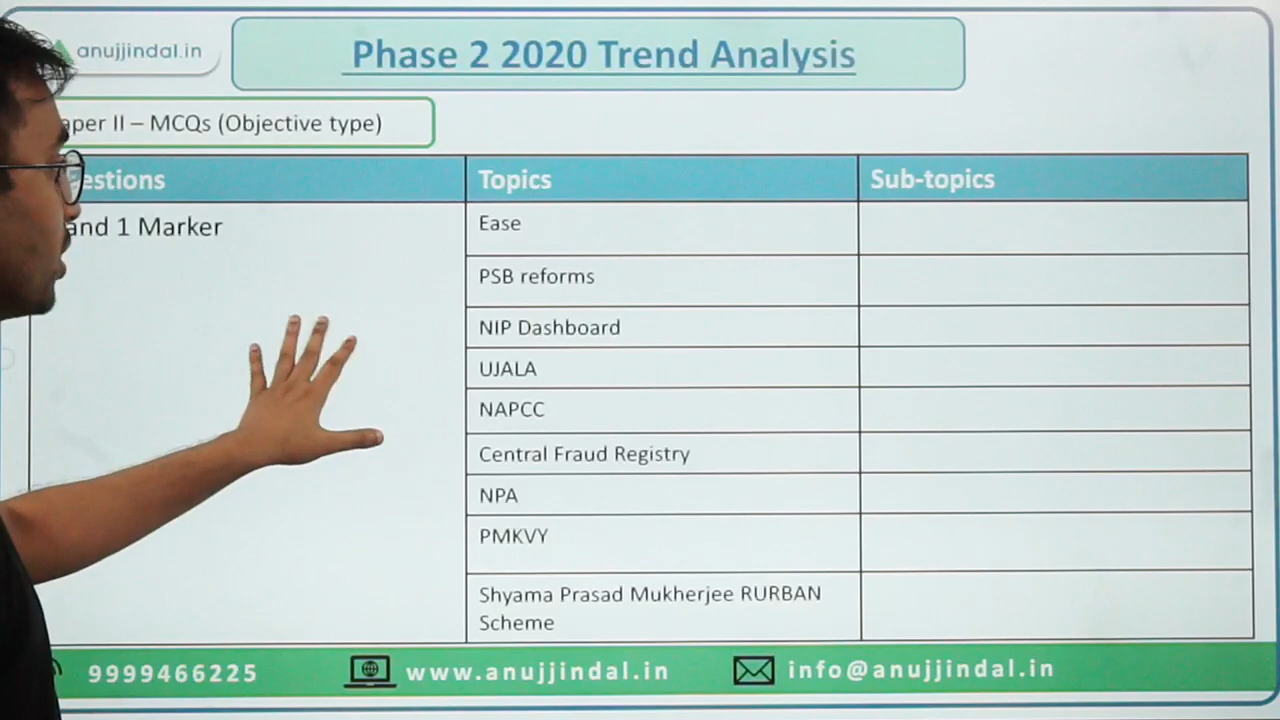 anujjindal.in
Phase 2 2020 Trend Analysis
Paper II – MCQs (Objective type)
Questions Topics Sub-topics
and 1 Marker Ease
PSB reforms
NIP Dashboard
UJALA
NAPCC
Central Fraud Registry
NPA
PMKVY
Shyama Prasad Mukherjee RURBAN
Scheme
9999466225 www.anujjindal.in info@anujjindal.in